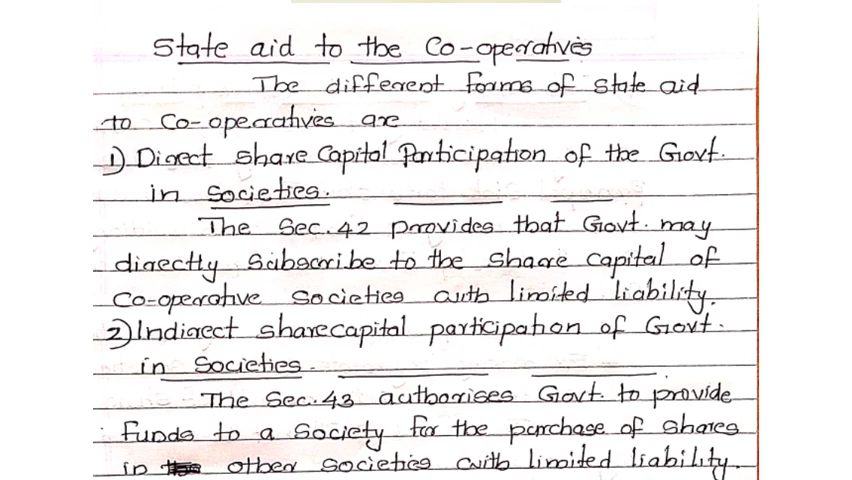 State aid to the Co-operatives
The different forms of State aid
to Co-operatives are
1) Direct Share Capital Participation of the Govt.
in Societies.
The Sec. 42 provides that Govt. may
directly Subscribe to the Share capital of
Co-operative Societies with limited liability.
2) Indirect sharecapital participation of Govt.
in Societies.
The Sec. 43 authorises Govt. to provide
funds to a Society for the purchase of Shares
in other Societies with limited liability.